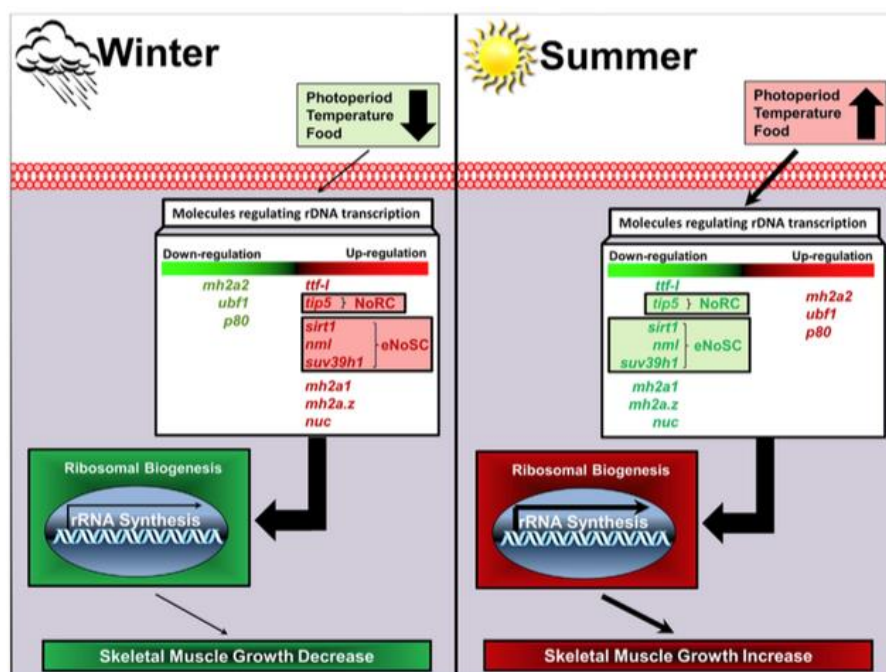 Winter
Photoperiod
Temperature
Food
Molecules regulating rDNA transcription
Down-regulation Up-regulation
mh2a2
ubf1
p80
ttf-I
tip5 } NoRC
sirt1
nml
suv39h1
eNoSC
mh2a1
mh2a.z
nuc
Ribosomal Biogenesis
rRNA Synthesis
Skeletal Muscle Growth Decrease
Summer
Photoperiod
Temperature
Food
Molecules regulating rDNA transcription
Down-regulation Up-regulation
ttf-I
tip5 } NoRC
sirt1
nml
suv39h1
eNoSC
mh2a1
mh2a.z
nuc
mh2a2
ubf1
p80
Ribosomal Biogenesis
rRNA Synthesis
Skeletal Muscle Growth Increase